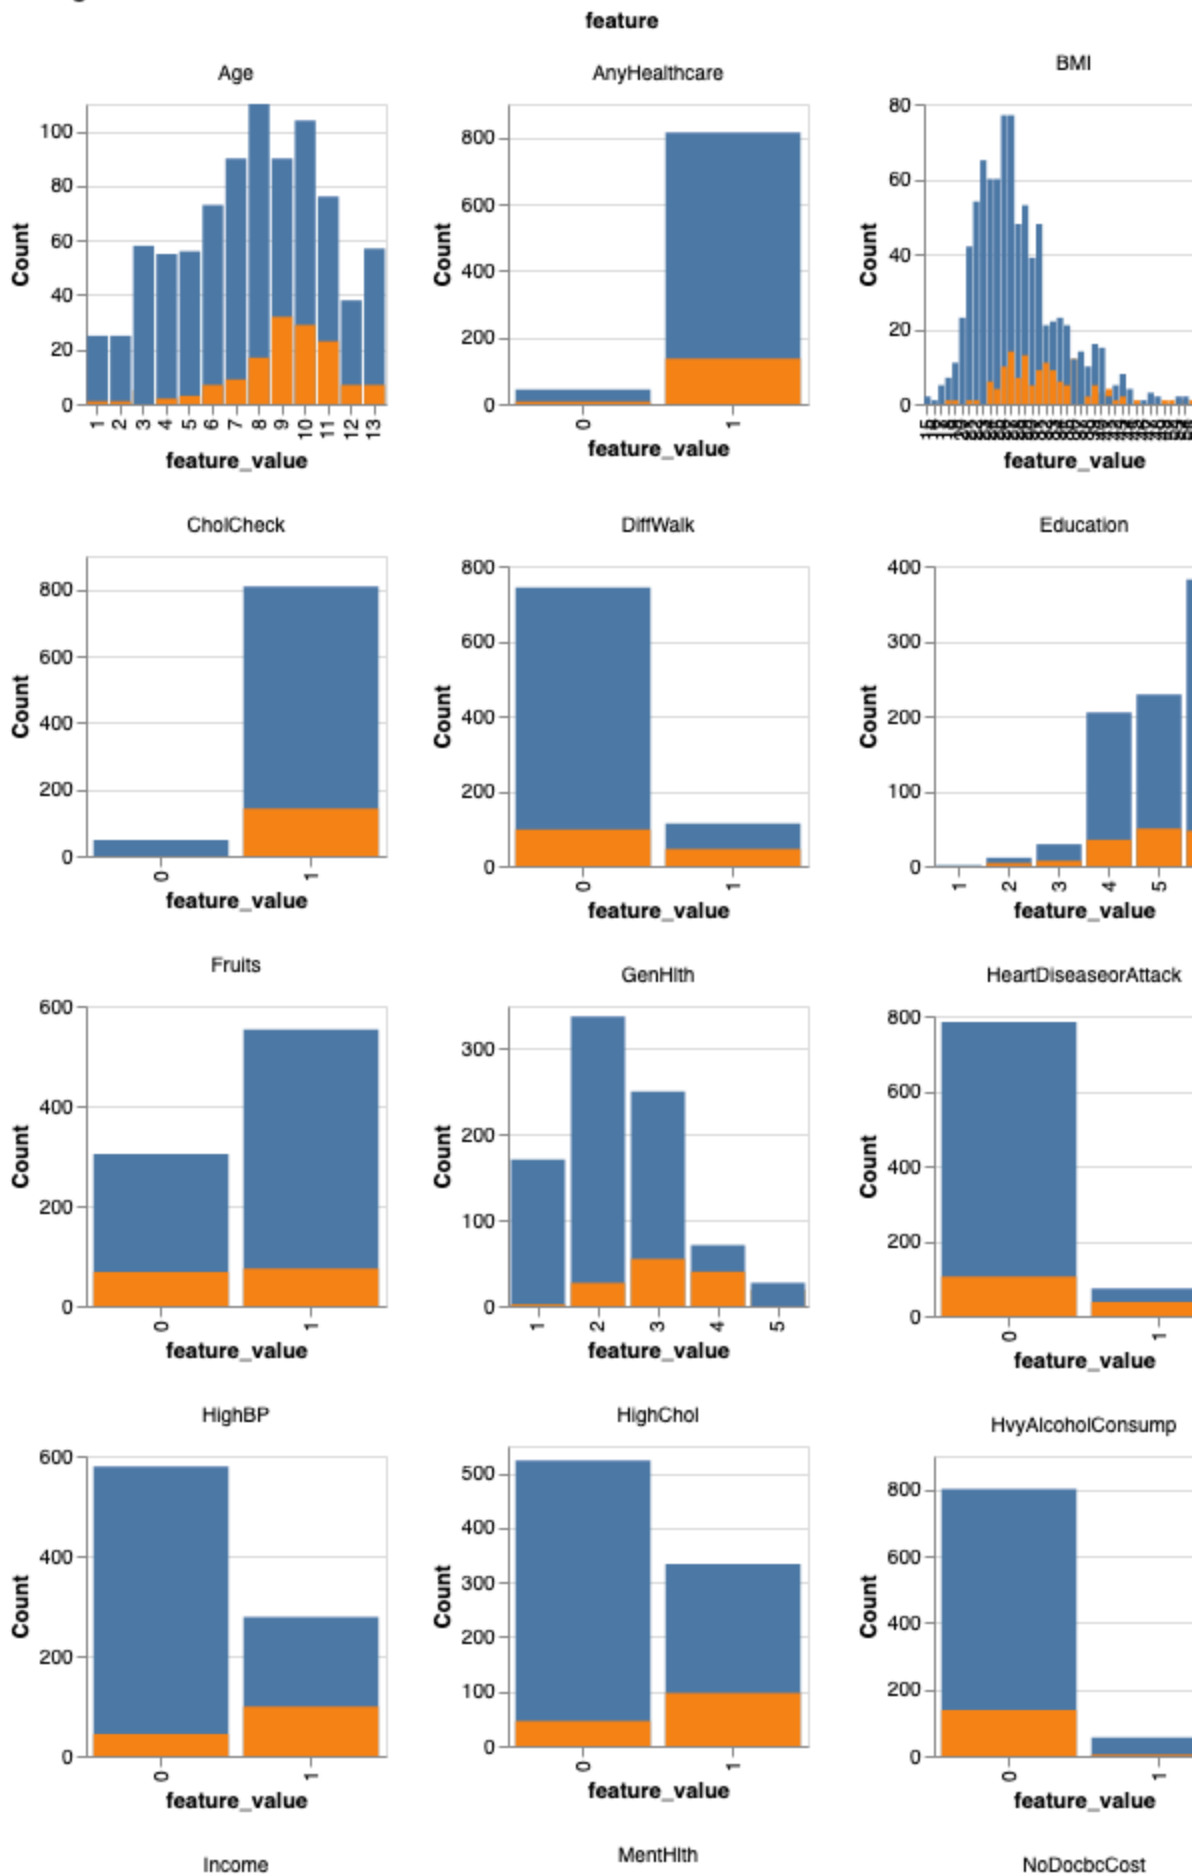 feature
Age
AnyHealthcare
BMI
Count
100
80
60
40
20
0
1 2 3 4 5 6 7 8 9 10 11 12 13
feature_value
Count
800
600
400
200
0
0 1
feature_value
Count
80
60
40
20
0
feature_value
CholCheck
DiffWalk
Education
Count
800
600
400
200
0
0 1
feature_value
Count
800
600
400
200
0
0 1
feature_value
Count
400
300
200
100
0
1 2 3 4 5
feature_value
Fruits
GenHlth
HeartDiseaseorAttack
Count
600
400
200
0
0 1
feature_value
Count
300
200
100
0
1 2 3 4 5
feature_value
Count
800
600
400
200
0
0 1
feature_value
HighBP
HighChol
HvyAlcoholConsump
Count
600
400
200
0
0 1
feature_value
Count
500
400
300
200
100
0
0 1
feature_value
Count
800
600
400
200
0
0 1
feature_value
Income
MentHlth
NoDocbcCost